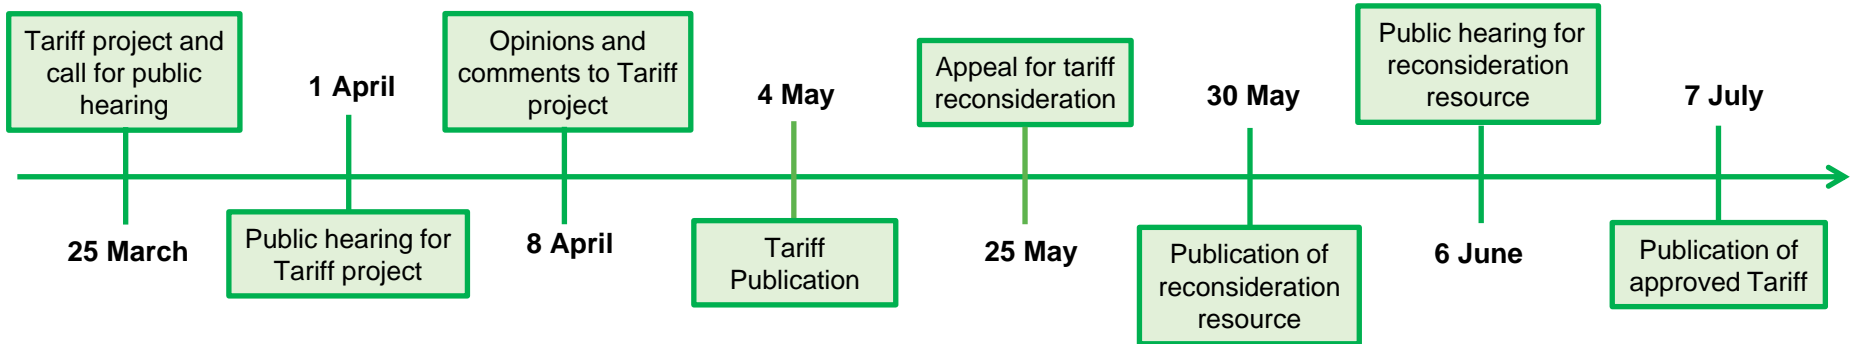 Tariff project and
call for public
hearing
25 March
1 April
Public hearing for
Tariff project
Opinions and
comments to Tariff
project
8 April
4 May
Tariff
Publication
Appeal for tariff
reconsideration
25 May
30 May
Publication of
reconsideration
resource
Public hearing for
reconsideration
resource
6 June
7 July
Publication of
approved Tariff